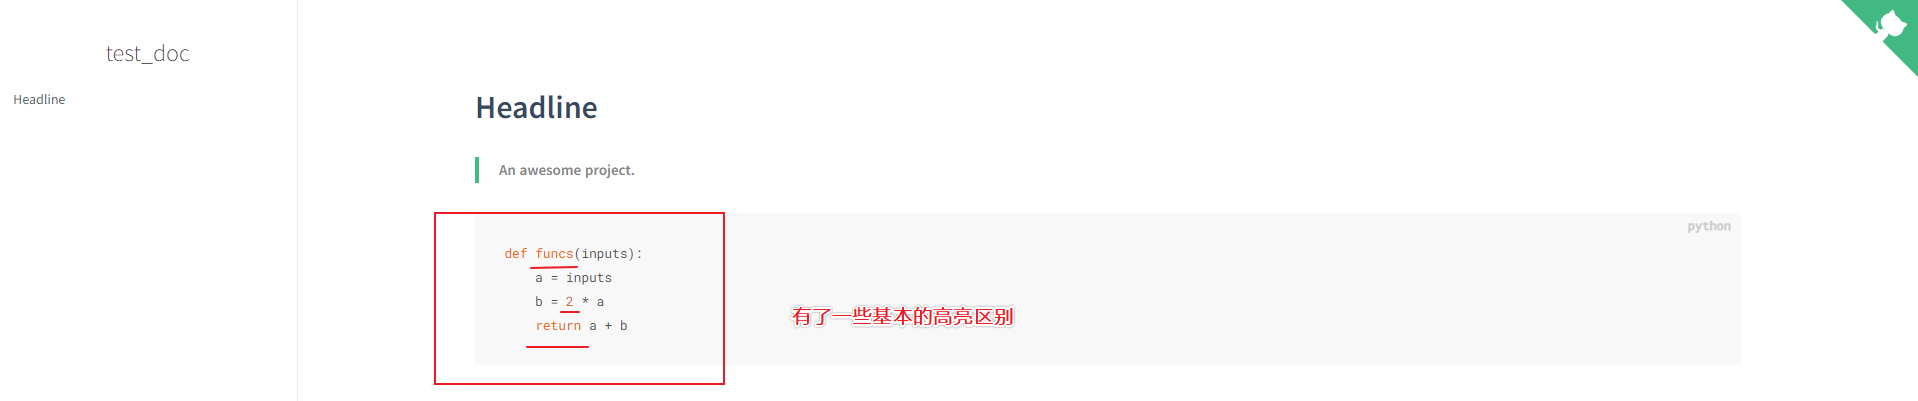 test_doc
Headline
Headline
An awesome project.
python
def funcs(inputs):
    a = inputs
    b = 2 * a
    return a + b
有了一些基本的高亮区别